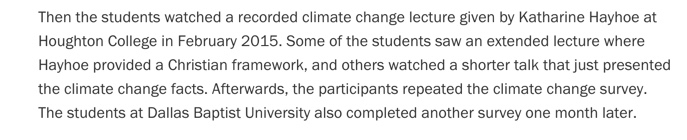 Then the students watched a recorded climate change lecture given by Katharine Hayhoe at
Houghton College in February 2015. Some of the students saw an extended lecture where
Hayhoe provided a Christian framework, and others watched a shorter talk that just presented
the climate change facts. Afterwards, the participants repeated the climate change survey.
The students at Dallas Baptist University also completed another survey one month later.